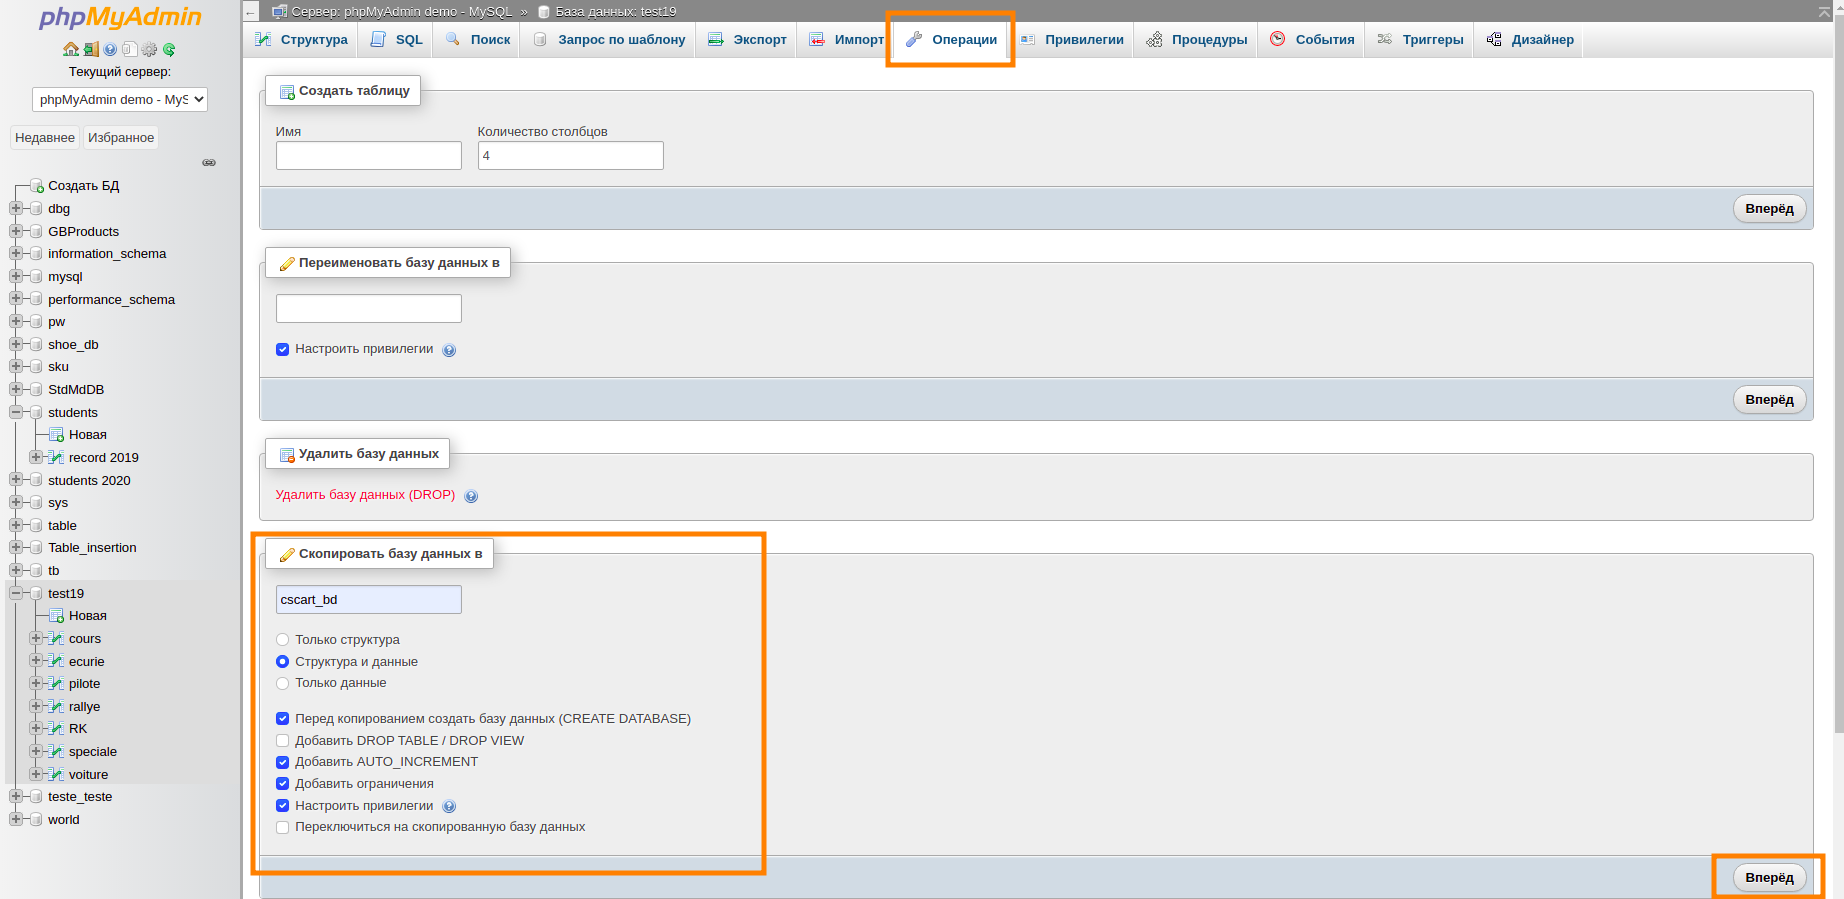 phpMyAdmin
Текущий сервер:
phpMyAdmin demo - MyS
Недавнее Избранное
Создать БД
dbg
GBProducts
information_schema
mysql
performance_schema
pw
shoe_db
sku
StdMdDB
students
Новая
record 2019
students 2020
sys
table
Table_insertion
tb
test19
Новая
cours
ecurie
pilote
rallye
RK
speciale
voiture
teste_teste
world
Сервер: phpMyAdmin demo - MySQL » База данных: test19
Структура SQL Поиск Запрос по шаблону Экспорт Импорт Операции Привилегии Процедуры События Триггеры Дизайнер
Создать таблицу
Имя Количество столбцов
4
Вперёд
Переименовать базу данных в
Настроить привилегии
Вперёд
Удалить базу данных
Удалить базу данных (DROP)
Скопировать базу данных в
cscart_bd
Только структура
Структура и данные
Только данные
Перед копированием создать базу данных (CREATE DATABASE)
Добавить DROP TABLE / DROP VIEW
Добавить AUTO_INCREMENT
Добавить ограничения
Настроить привилегии
Переключиться на скопированную базу данных
Вперёд